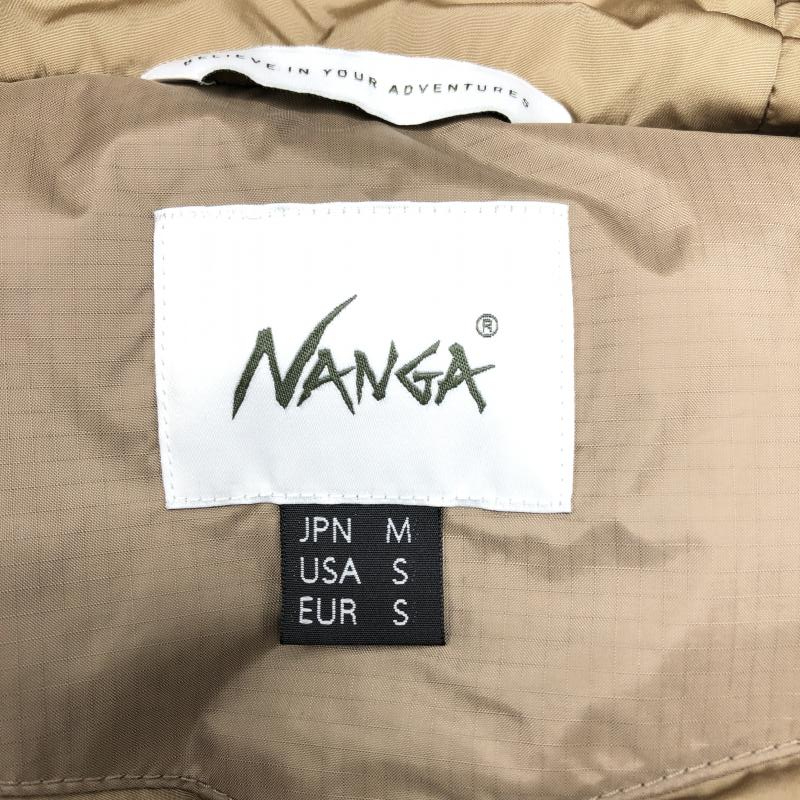 BELIEVE IN YOUR ADVENTURES
NANGA ®
JPN M
USA S
EUR S